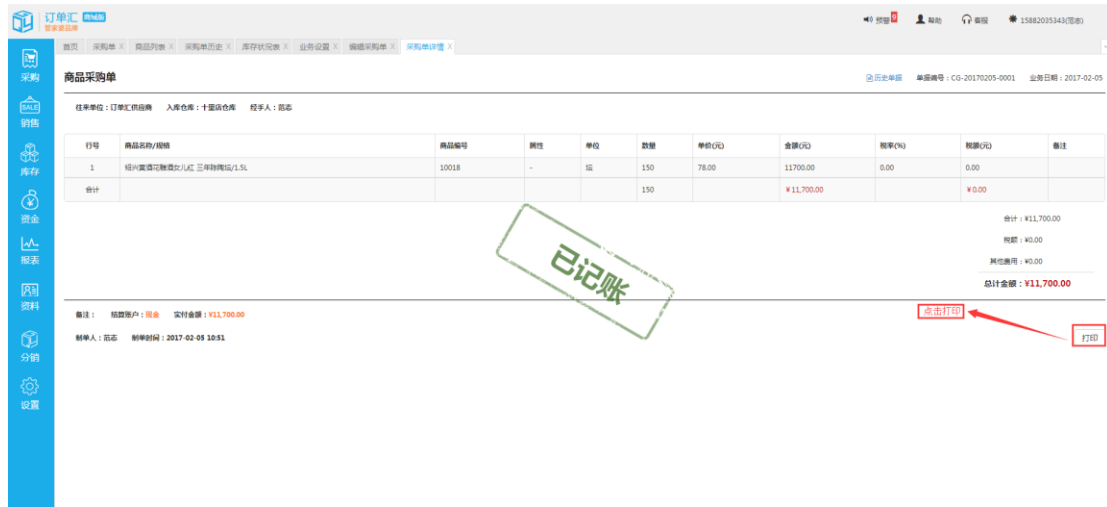 订单汇 商城版
管家婆品牌
预警 9 帮助 客服 15882035343(范志)
首页 采购单 X 商品列表 X 采购单历史 X 库存状况表 X 业务设置 X 编辑采购单 X 采购单详情 X
采购
销售
库存
资金
报表
资料
分销
设置
商品采购单
历史单据 单据编号：CG-20170205-0001 业务日期：2017-02-05
往来单位：订单汇供应商 入库仓库：十里店仓库 经手人：范志
行号 商品名称/规格 商品编号 属性 单位 数量 单价(元) 金额(元) 税率(%) 税额(元) 备注
1 绍兴黄酒花雕酒女儿红 三年陈陶坛/1.5L 10018 - 坛 150 78.00 11700.00 0.00 0.00
合计 150 ￥11,700.00 ￥0.00
合计：¥11,700.00
税额：¥0.00
其他费用：¥0.00
总计金额：¥11,700.00
已记账
备注： 结算账户：现金 实付金额：¥11,700.00
点击打印
制单人：范志 制单时间：2017-02-05 10:51
打印
SALE